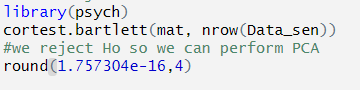 library(psych)
cortest.bartlett(mat, nrow(Data_sen))
#we reject Ho so we can perform PCA
round(1.757304e-16,4)